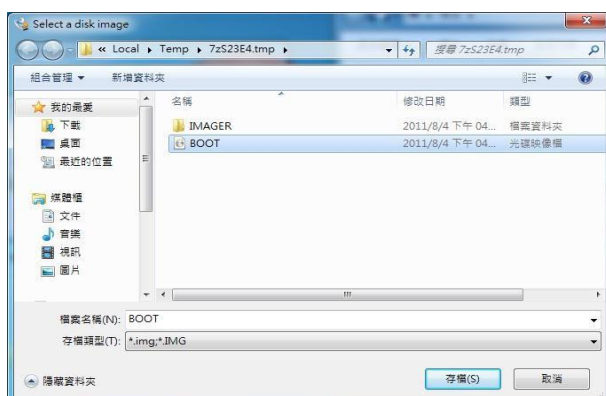 Select a disk image
« Local ▸ Temp ▸ 7zS23E4.tmp ▸
搜尋 7zS23E4.tmp
組合管理 ▼ 新增資料夾
我的最愛
下載
桌面
最近的位置
媒體櫃
文件
音樂
視訊
圖片
名稱 修改日期 類型
IMAGER 2011/8/4 下午 04... 檔案資料夾
BOOT 2011/8/4 下午 04... 光碟映像檔
檔案名稱(N): BOOT
存檔類型(T): *.img;*.IMG
隱藏資料夾
存檔(S) 取消